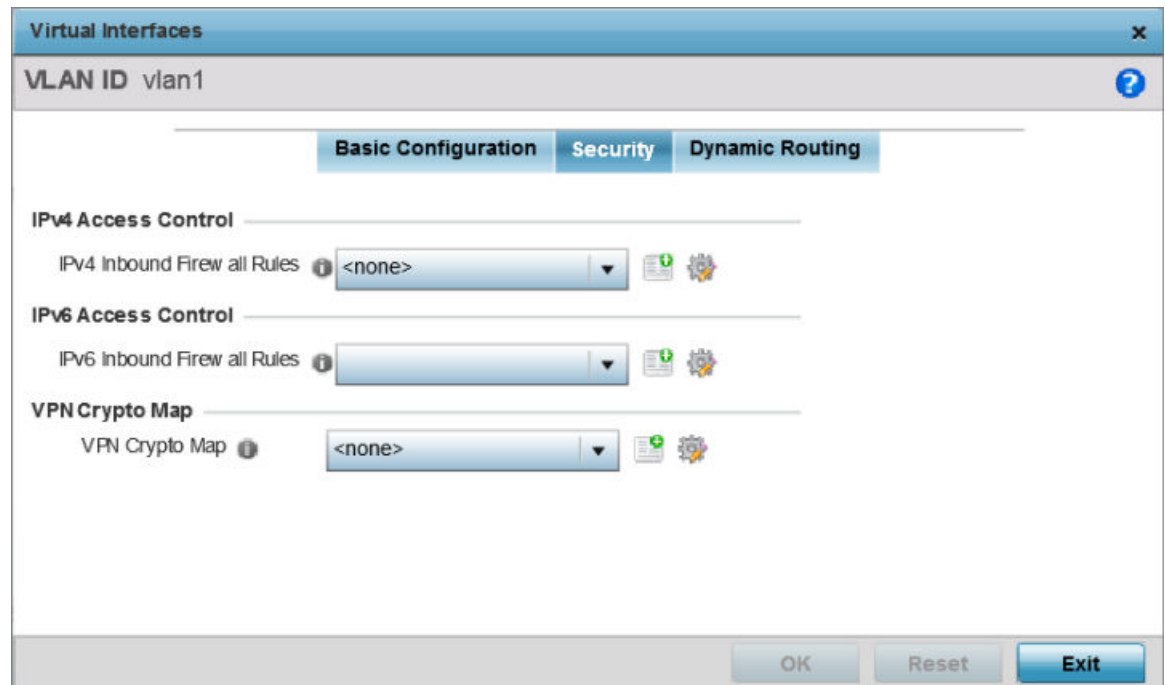 Virtual Interfaces
VLAN ID vlan1
Basic Configuration Security Dynamic Routing
IPv4 Access Control
IPv4 Inbound Firew all Rules <none>
IPv6 Access Control
IPv6 Inbound Firew all Rules
VPN Crypto Map
VPN Crypto Map <none>
OK Reset Exit